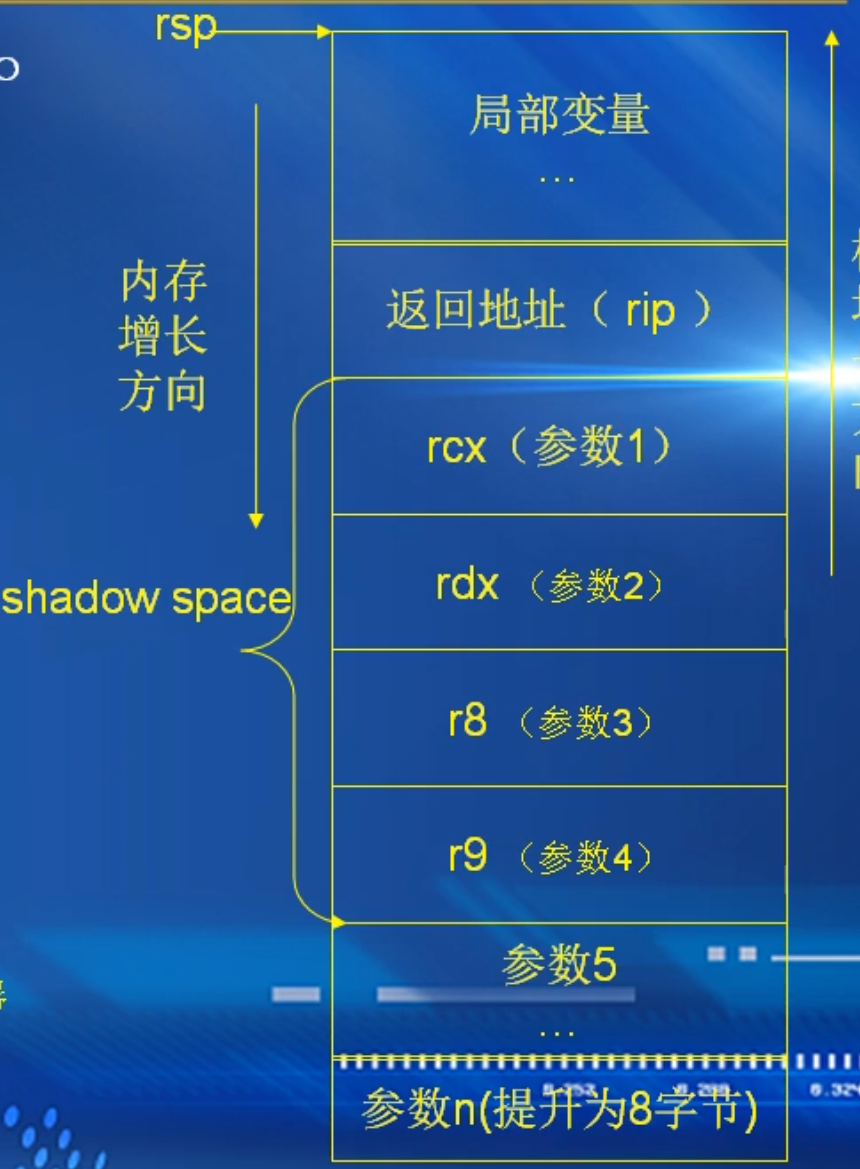 rsp
局部变量
...
内存
增长
方向
返回地址（ rip ）
rcx（参数1）
shadow space
rdx （参数2）
r8 （参数3）
r9 （参数4）
参数5
...
参数n(提升为8字节)